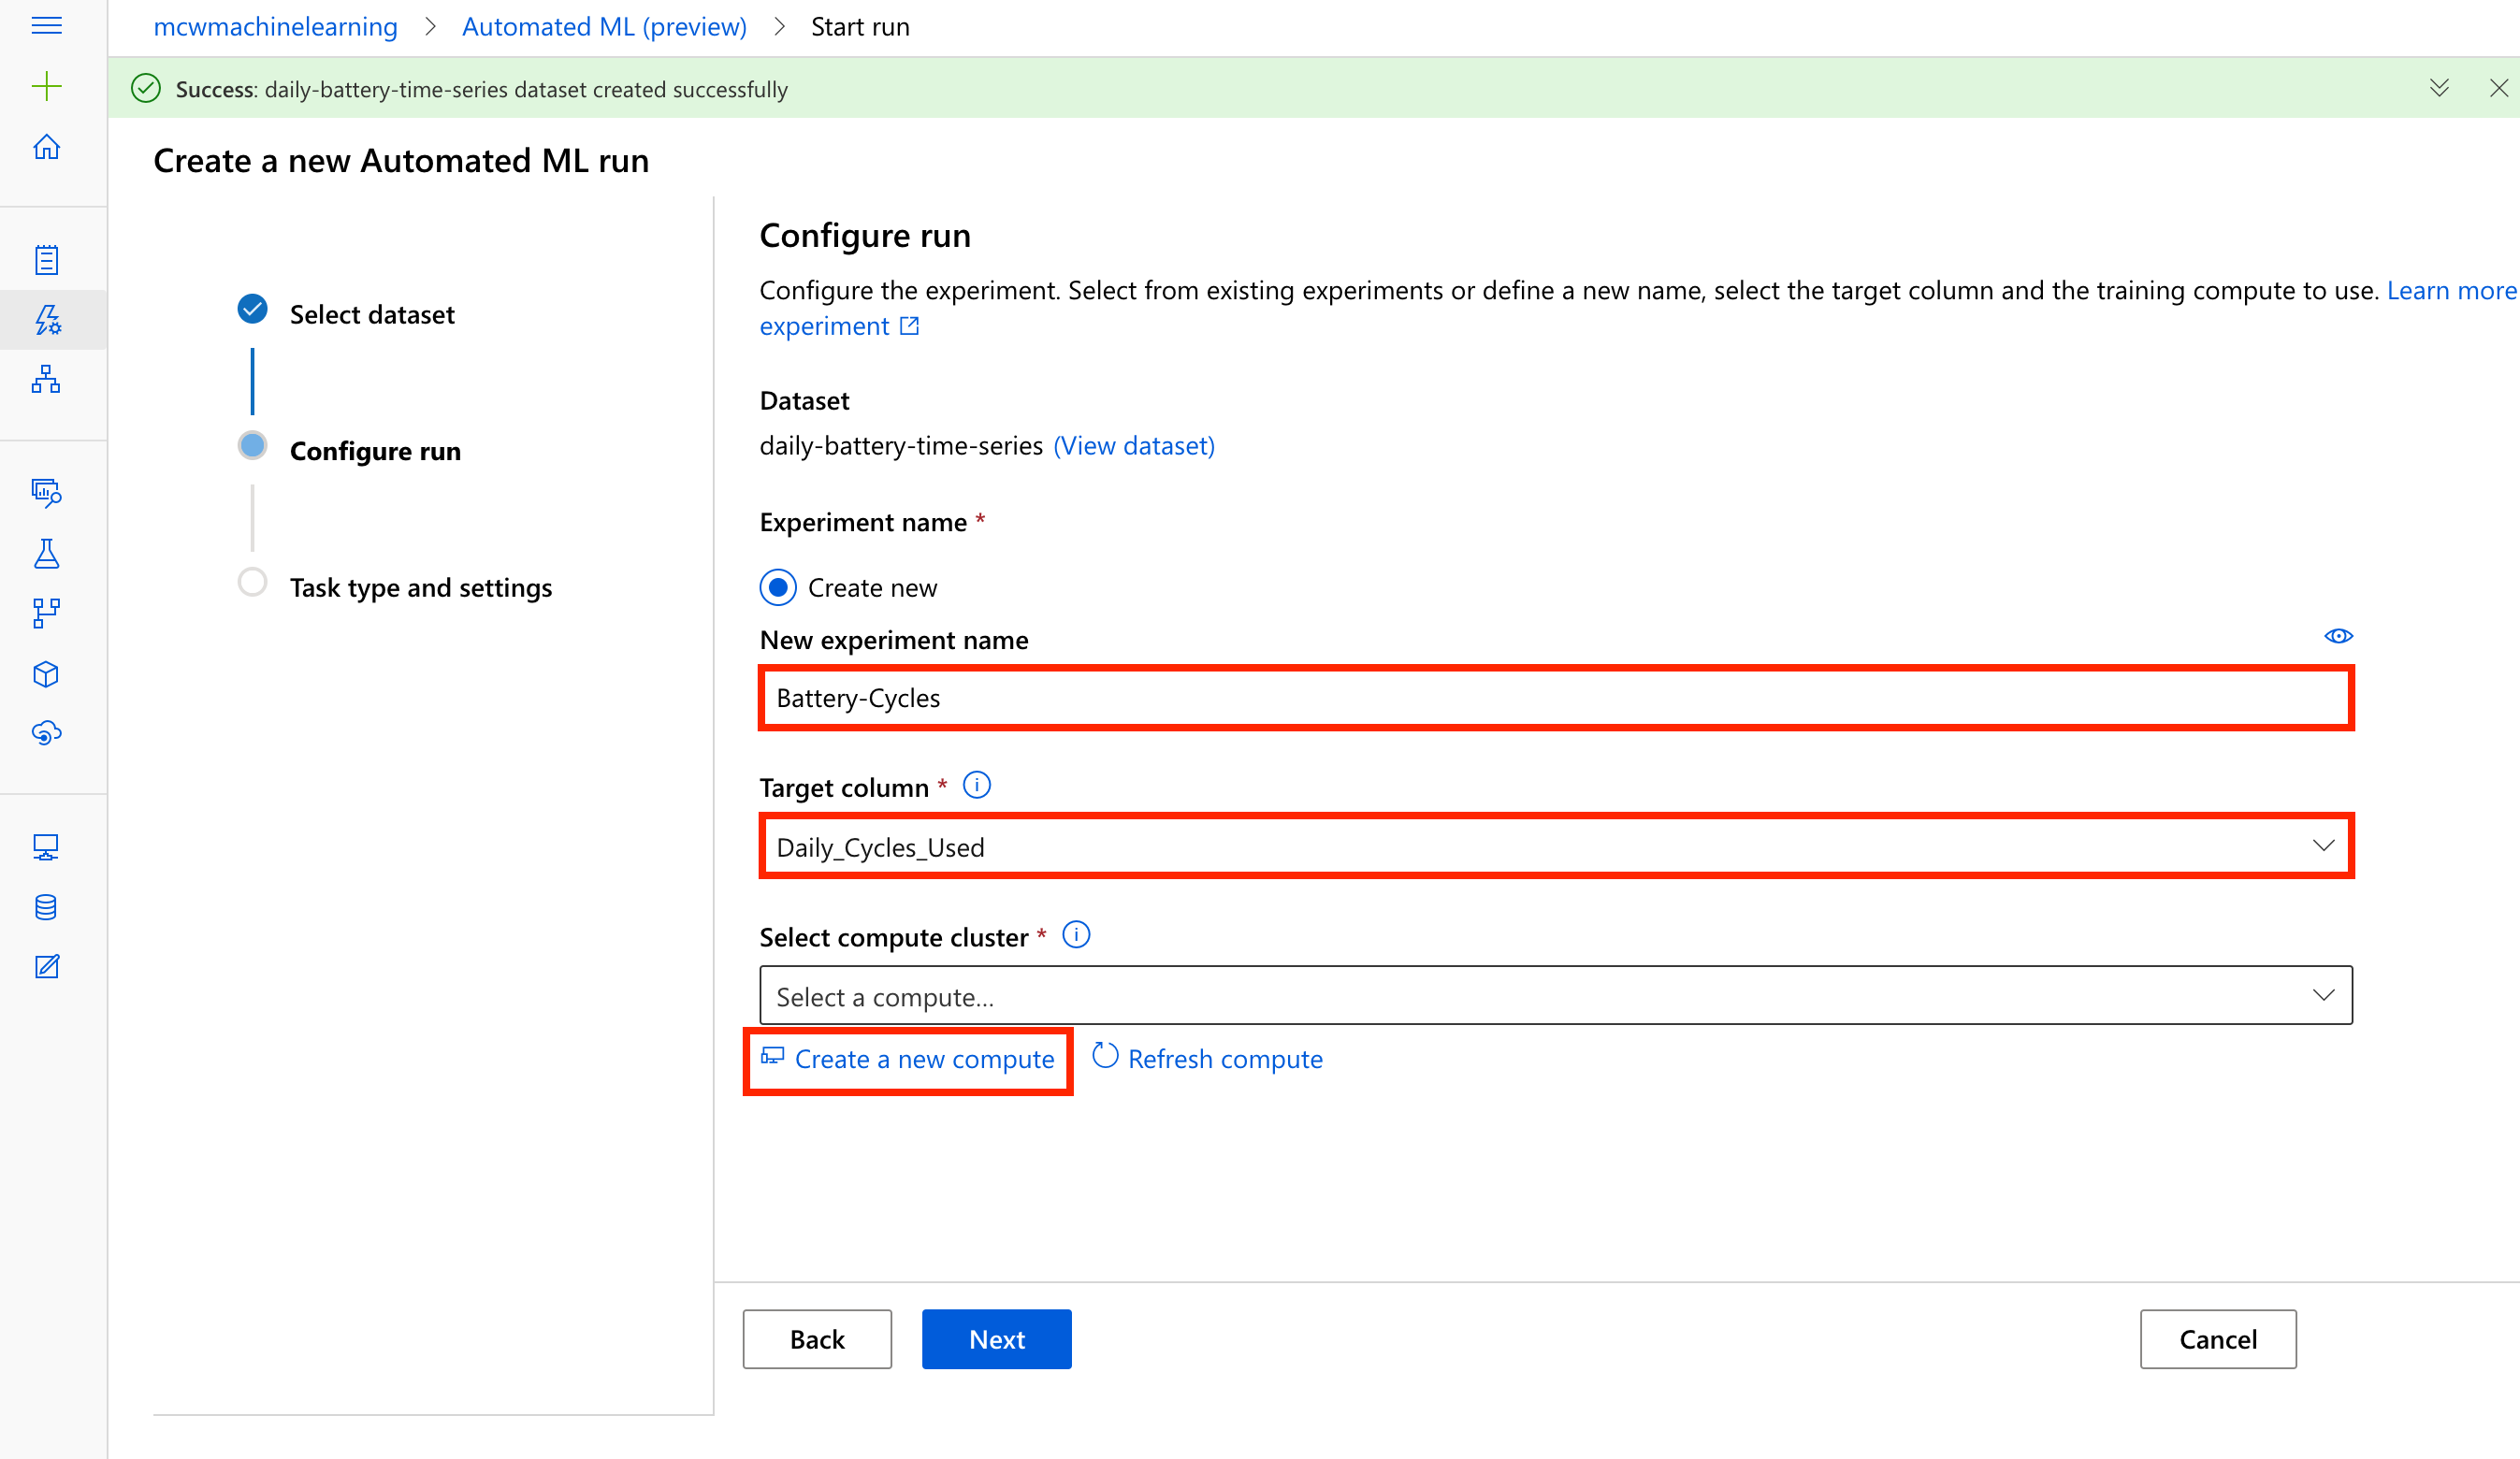 mcwmachinelearning > Automated ML (preview) > Start run
Success: daily-battery-time-series dataset created successfully
Create a new Automated ML run
Select dataset
Configure run
Task type and settings
Configure run
Configure the experiment. Select from existing experiments or define a new name, select the target column and the training compute to use. Learn more
experiment
Dataset
daily-battery-time-series (View dataset)
Experiment name *
Create new
New experiment name
Battery-Cycles
Target column *
Daily_Cycles_Used
Select compute cluster *
Select a compute...
Create a new compute Refresh compute
Back Next Cancel